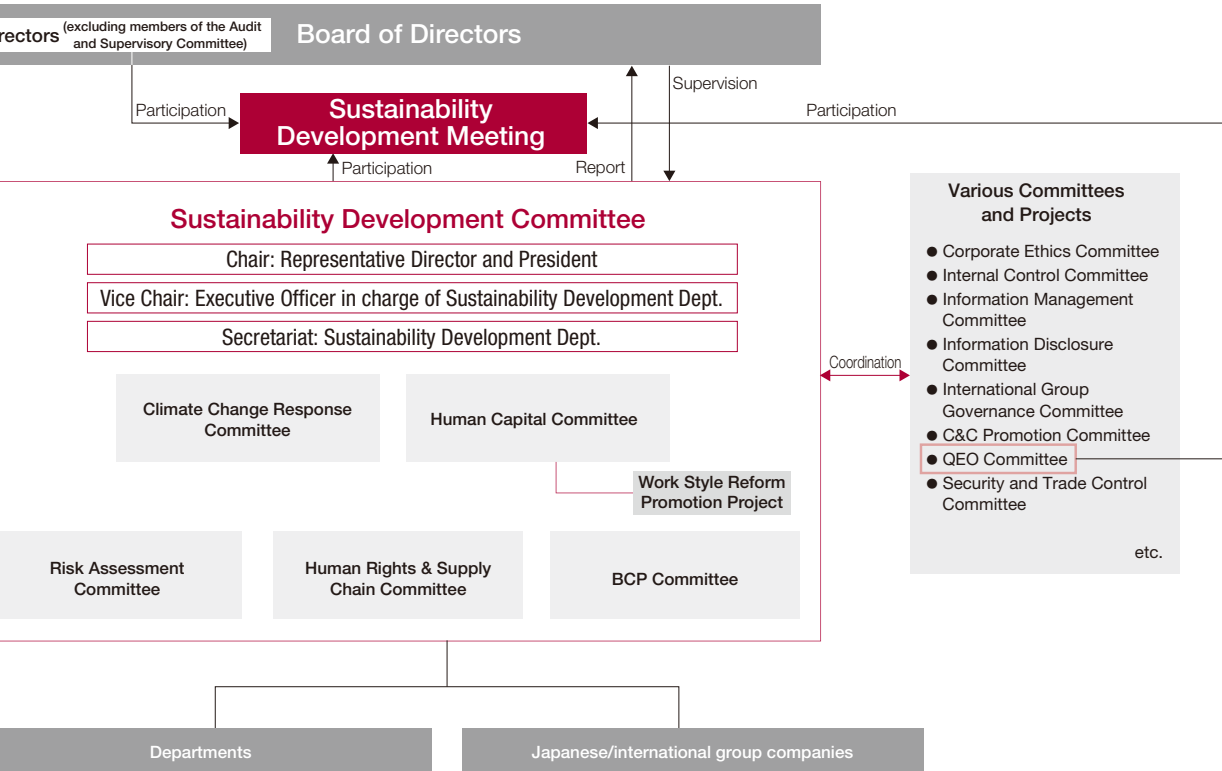 rectors (excluding members of the Audit
and Supervisory Committee)
Board of Directors
Supervision
Participation
Sustainability
Development Meeting
Participation
Participation
Report
Sustainability Development Committee
Chair: Representative Director and President
Vice Chair: Executive Officer in charge of Sustainability Development Dept.
Secretariat: Sustainability Development Dept.
Climate Change Response
Committee
Human Capital Committee
Work Style Reform
Promotion Project
Risk Assessment
Committee
Human Rights & Supply
Chain Committee
BCP Committee
Coordination
Various Committees
and Projects
● Corporate Ethics Committee
● Internal Control Committee
● Information Management
Committee
● Information Disclosure
Committee
● International Group
Governance Committee
● C&C Promotion Committee
● QEO Committee
● Security and Trade Control
Committee
etc.
Departments
Japanese/international group companies